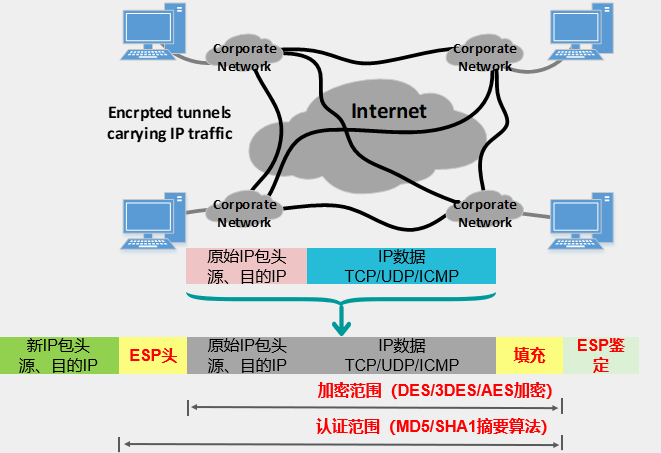 Corporate
Network
Corporate
Network
Encrpted tunnels
carrying IP traffic
Internet
Corporate
Network
Corporate
Network
原始IP包头
源、目的IP
IP数据
TCP/UDP/ICMP
新IP包头
源、目的IP
ESP头
原始IP包头
源、目的IP
IP数据
TCP/UDP/ICMP
填充
ESP鉴
定
加密范围（DES/3DES/AES加密）
认证范围（MD5/SHA1摘要算法）